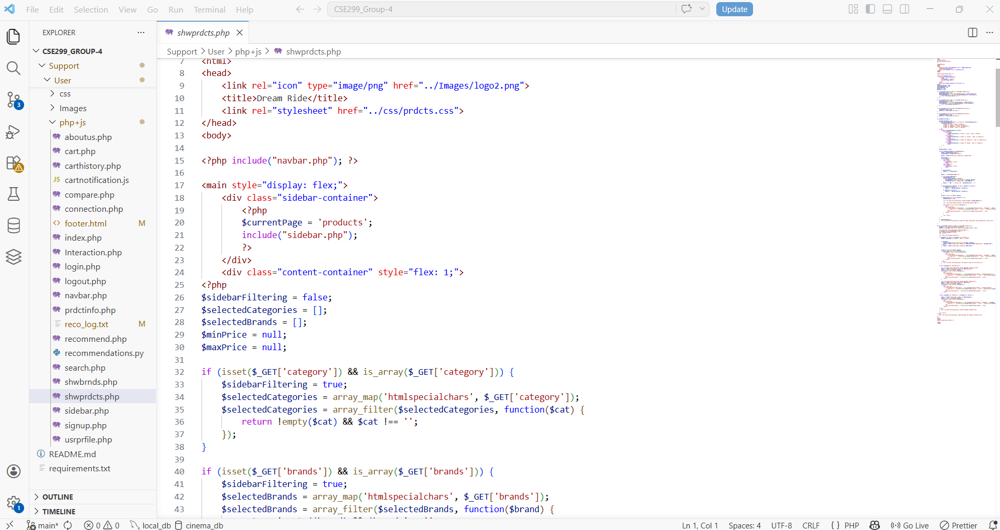 File Edit Selection View Go Run Terminal Help
CSE299_Group-4
Update
EXPLORER
CSE299_GROUP-4
Support
User
css
Images
php+js
aboutus.php
cart.php
carthistory.php
JS cartnotification.js
compare.php
connection.php
<> footer.html M
index.php
Interaction.php
login.php
logout.php
navbar.php
prdctinfo.php
reco_log.txt M
recommend.php
recommendations.py
search.php
shwbrnds.php
shwprdcts.php
sidebar.php
signup.php
usrprfile.php
README.md
requirements.txt
OUTLINE
TIMELINE
3
1
shwprdcts.php
Support > User > php+js > shwprdcts.php
7 <html>
8 <head>
9 <link rel="icon" type="image/png" href="../Images/logo2.png">
10 <title>Dream Ride</title>
11 <link rel="stylesheet" href="../css/prdcts.css">
12 </head>
13 <body>
14
15 <?php include("navbar.php"); ?>
16
17 <main style="display: flex;">
18 <div class="sidebar-container">
19 <?php
20 $currentPage = 'products';
21 include("sidebar.php");
22 ?>
23 </div>
24 <div class="content-container" style="flex: 1;">
25 <?php
26 $sidebarFiltering = false;
27 $selectedCategories = [];
28 $selectedBrands = [];
29 $minPrice = null;
30 $maxPrice = null;
31
32 if (isset($_GET['category']) && is_array($_GET['category'])) {
33 $sidebarFiltering = true;
34 $selectedCategories = array_map('htmlspecialchars', $_GET['category']);
35 $selectedCategories = array_filter($selectedCategories, function($cat) {
36 return !empty($cat) && $cat !== '';
37 });
38 }
39
40 if (isset($_GET['brands']) && is_array($_GET['brands'])) {
41 $sidebarFiltering = true;
42 $selectedBrands = array_map('htmlspecialchars', $_GET['brands']);
43 $selectedBrands = array_filter($selectedBrands, function($brand) {
main* 0 0 local_db cinema_db
Ln 1, Col 1 Spaces: 4 UTF-8 CRLF { } PHP Go Live Prettier